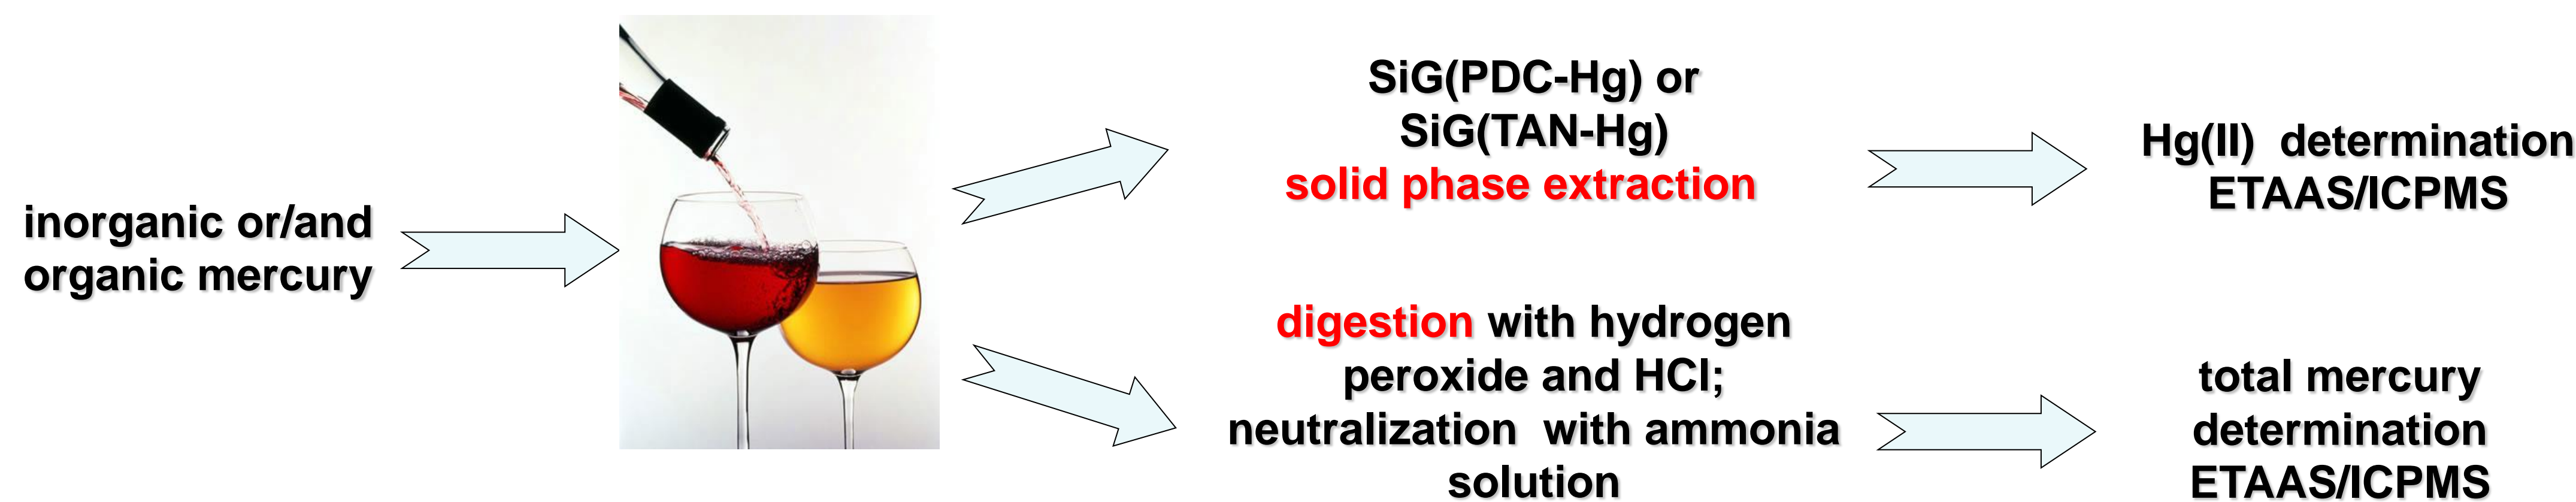 inorganic or/and
organic mercury
SiG(PDC-Hg) or
SiG(TAN-Hg)
solid phase extraction
Hg(II) determination
ETAAS/ICPMS
digestion with hydrogen
peroxide and HCl;
neutralization with ammonia
solution
total mercury
determination
ETAAS/ICPMS